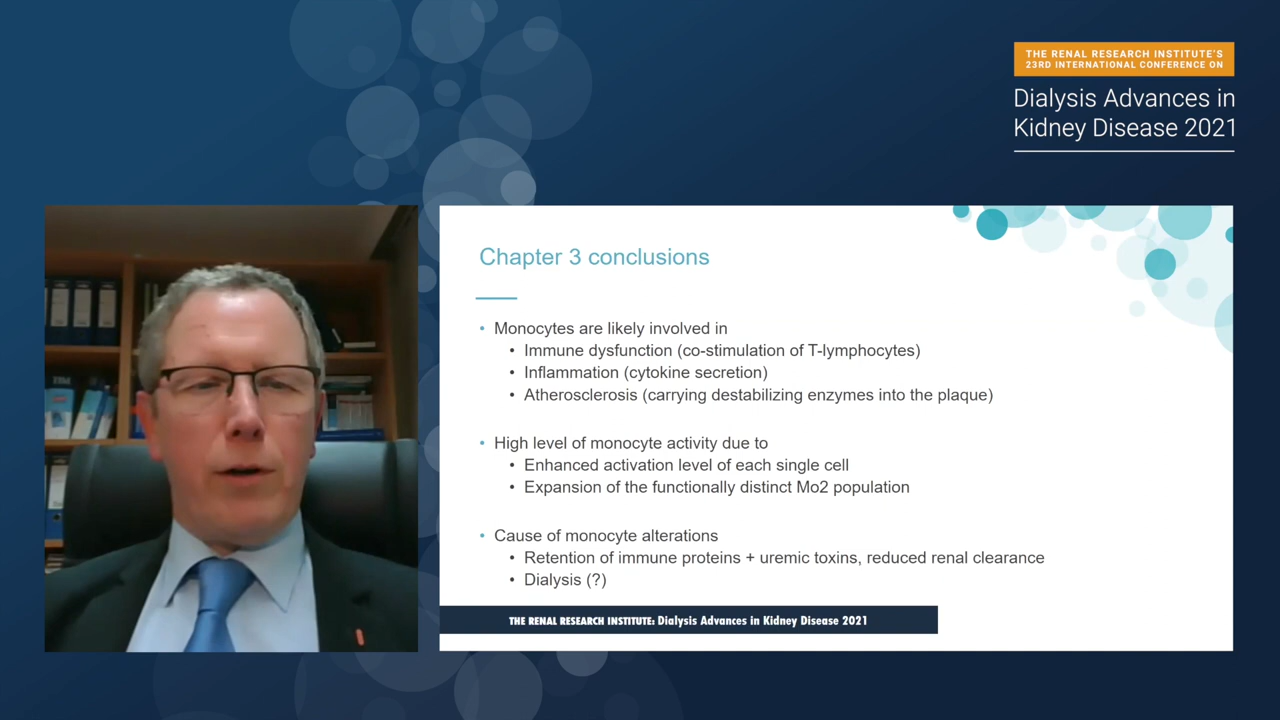 THE RENAL RESEARCH INSTITUTE'S
23RD INTERNATIONAL CONFERENCE ON
Dialysis Advances in
Kidney Disease 2021
Chapter 3 conclusions
• Monocytes are likely involved in
• Immune dysfunction (co-stimulation of T-lymphocytes)
• Inflammation (cytokine secretion)
• Atherosclerosis (carrying destabilizing enzymes into the plaque)
• High level of monocyte activity due to
• Enhanced activation level of each single cell
• Expansion of the functionally distinct Mo2 population
• Cause of monocyte alterations
• Retention of immune proteins + uremic toxins, reduced renal clearance
• Dialysis (?)
THE RENAL RESEARCH INSTITUTE: Dialysis Advances in Kidney Disease 2021
IBM